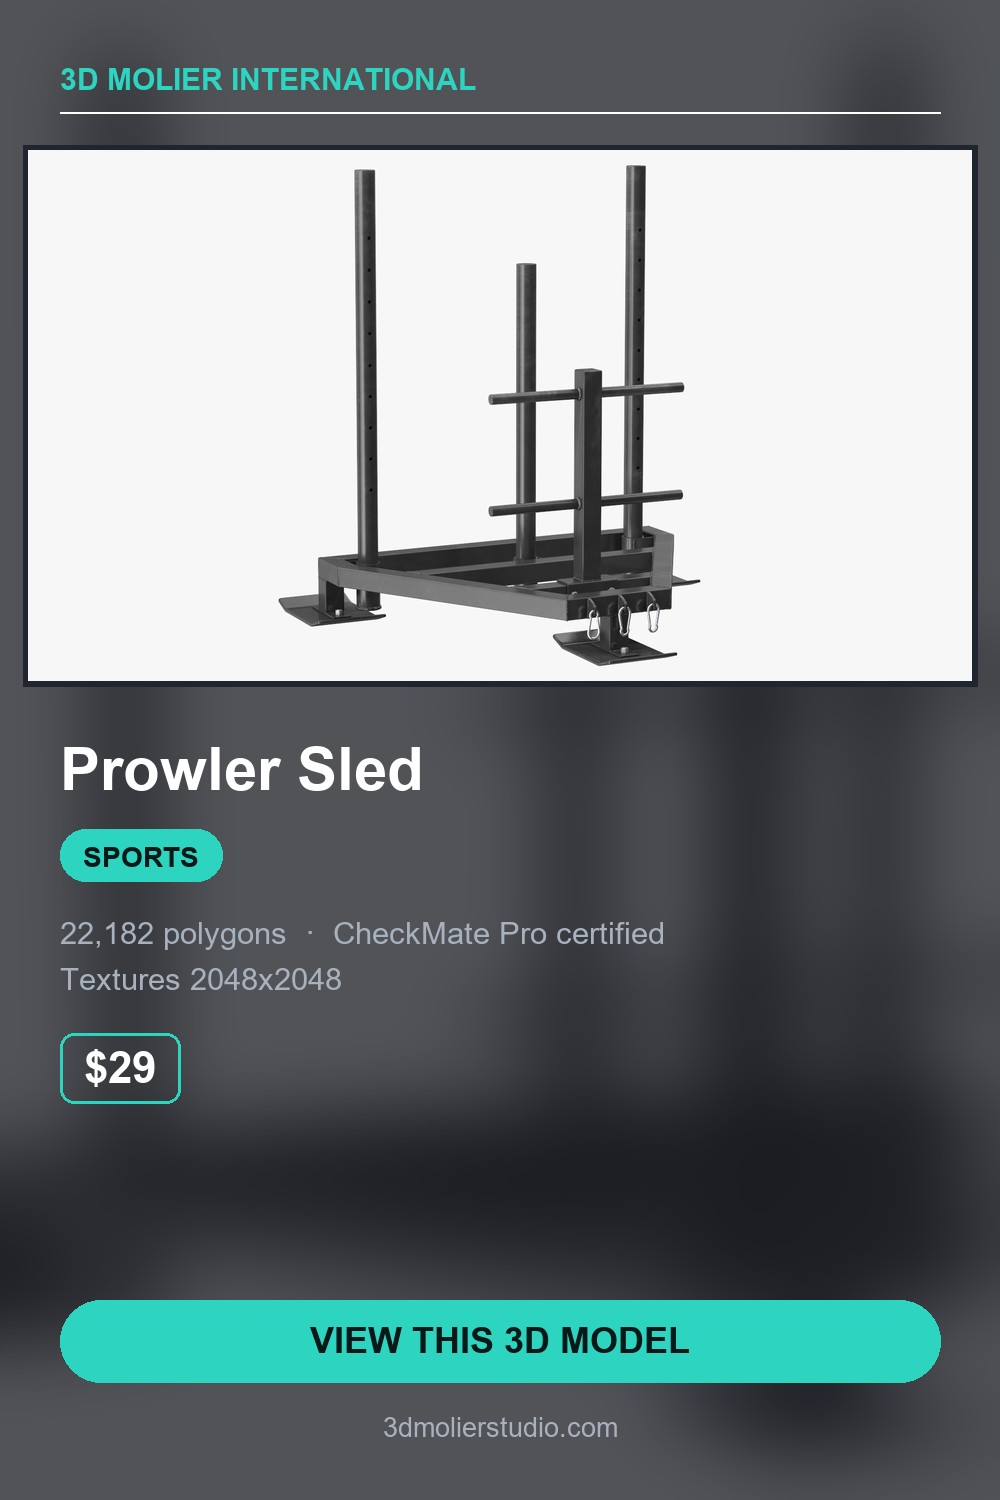 3D MOLIER INTERNATIONAL
Prowler Sled
SPORTS
22,182 polygons · CheckMate Pro certified
Textures 2048x2048
$29
VIEW THIS 3D MODEL
3dmolierstudio.com